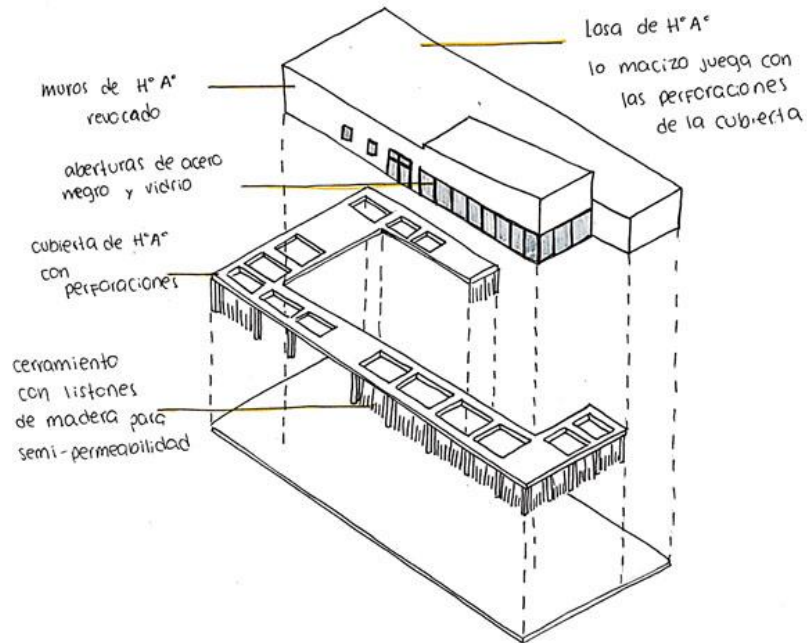 Losa de H°A°
lo macizo juega con
las perforaciones
de la cubierta
muros de H°A°
revocado
aberturas de acero
negro y vidrio
cubierta de H°A°
con
perforaciones
cerramiento
con listones
de madera para
semi-permeabilidad